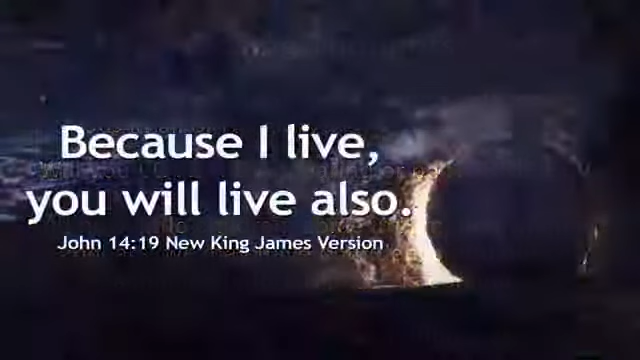 Because I live,
you will live also.
John 14:19 New King James Version